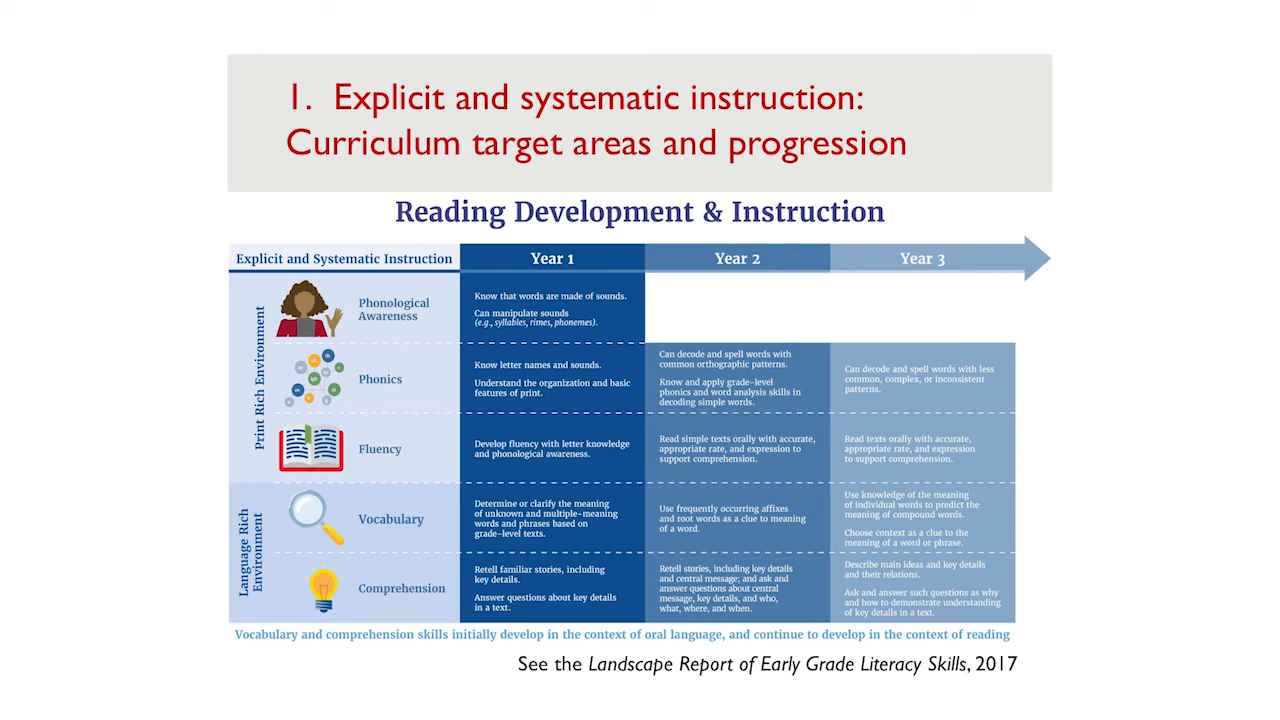 1. Explicit and systematic instruction:
Curriculum target areas and progression
Reading Development & Instruction
Explicit and Systematic Instruction
Year 1
Year 2
Year 3
Print Rich Environment
Phonological
Awareness
Know that words are made of sounds.
Can manipulate sounds
(e.g., syllables, rimes, phonemes).
Phonics
Know letter names and sounds.
Understand the organization and basic
features of print.
Can decode and spell words with
common orthographic patterns.
Know and apply grade-level
phonics and word analysis skills in
decoding simple words.
Can decode and spell words with less
common, complex, or inconsistent
patterns.
Fluency
Develop fluency with letter knowledge
and phonological awareness.
Read simple texts orally with accurate,
appropriate rate, and expression to
support comprehension.
Read texts orally with accurate,
appropriate rate, and expression
to support comprehension.
Language Rich
Environment
Vocabulary
Determine or clarify the meaning
of unknown and multiple-meaning
words and phrases based on
grade-level texts.
Use frequently occurring affixes
and root words as a clue to meaning
of a word.
Use knowledge of the meaning
of individual words to predict the
meaning of compound words.
Choose context as a clue to the
meaning of a word or phrase.
Comprehension
Retell familiar stories, including
key details.
Answer questions about key details
in a text.
Retell stories, including key details
and central message; and ask and
answer questions about central
message, key details, and who,
what, where, and when.
Describe main ideas and key details
and their relations.
Ask and answer such questions as why
and how to demonstrate understanding
of key details in a text.
Vocabulary and comprehension skills initially develop in the context of oral language, and continue to develop in the context of reading
See the Landscape Report of Early Grade Literacy Skills, 2017